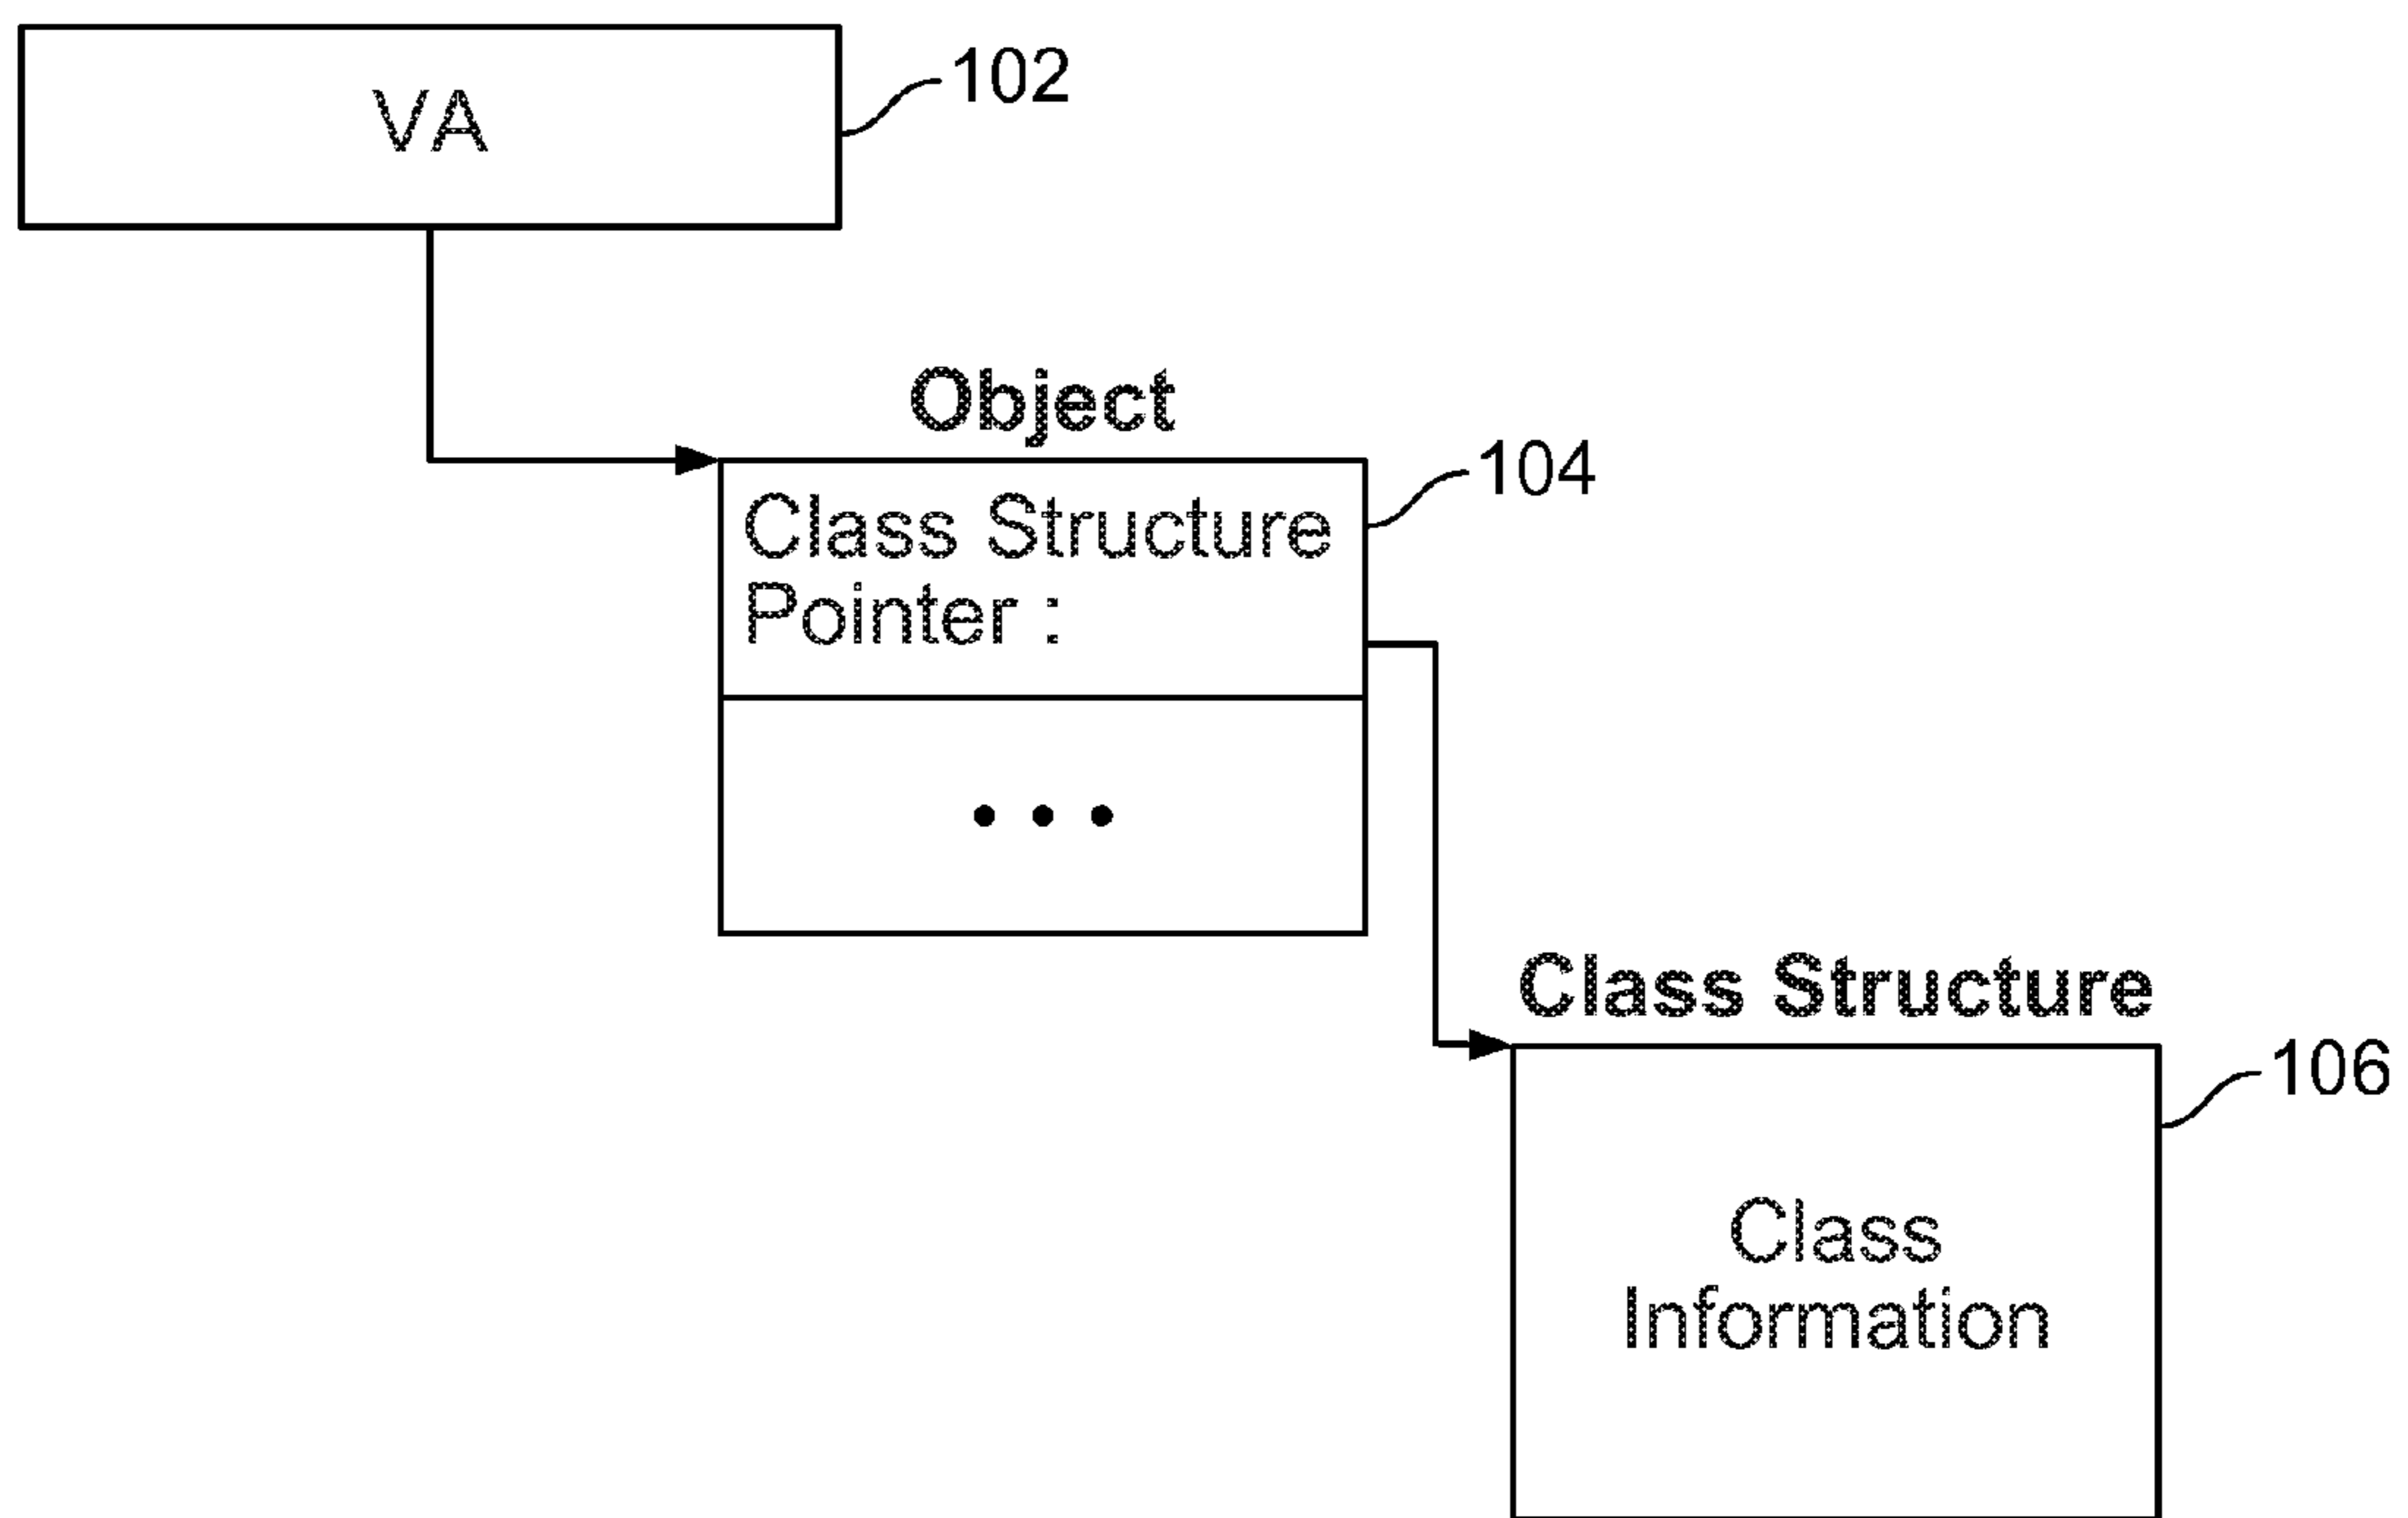 VA
102
Object
Class Structure
Pointer :
104
• • •
Class Structure
106
Class
Information